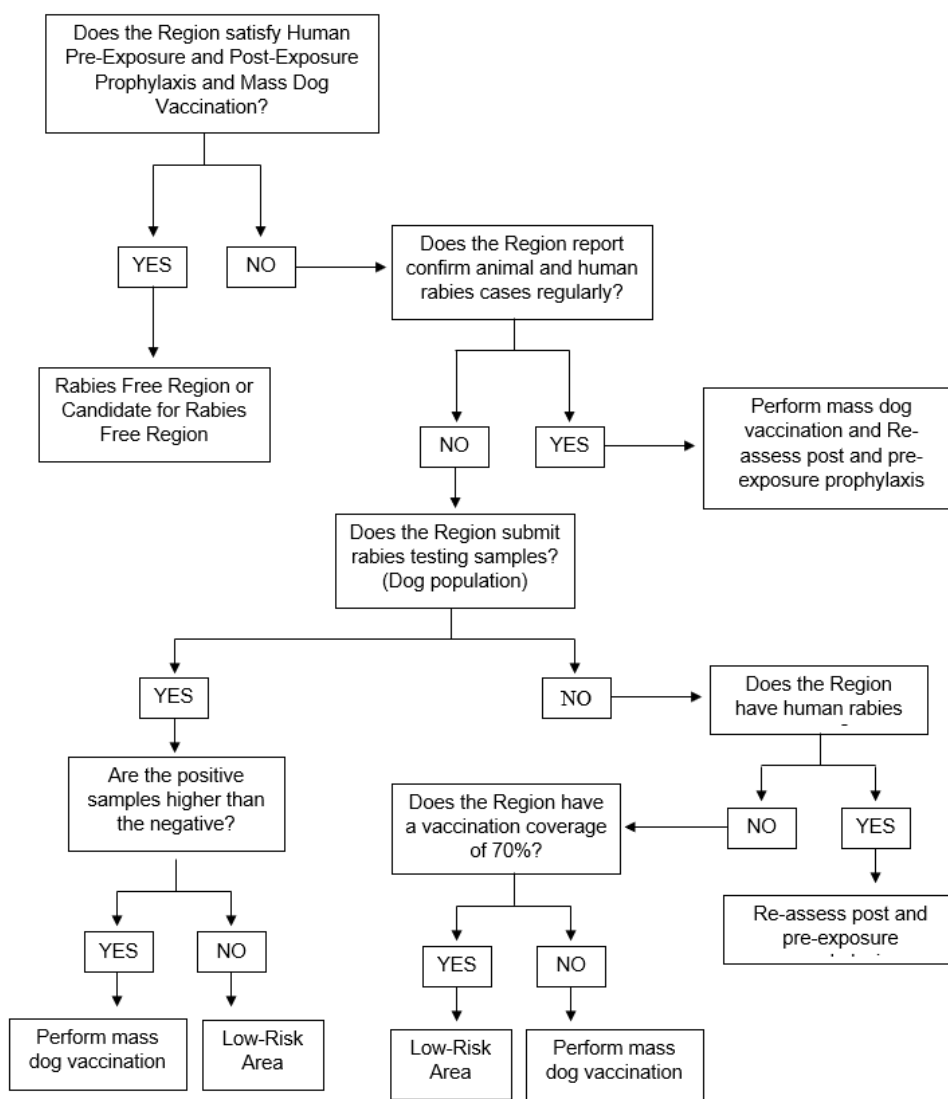 Does the Region satisfy Human
Pre-Exposure and Post-Exposure
Prophylaxis and Mass Dog
Vaccination?
YES
NO
Does the Region report
confirm animal and human
rabies cases regularly?
Rabies Free Region or
Candidate for Rabies
Free Region
NO
YES
Perform mass dog
vaccination and Re-
assess post and pre-
exposure prophylaxis
Does the Region submit
rabies testing samples?
(Dog population)
YES
NO
Does the Region
have human rabies
Are the positive
samples higher than
the negative?
Does the Region have
a vaccination coverage
of 70%?
NO
YES
Re-assess post and
pre-exposure
YES
NO
YES
NO
Perform mass
dog vaccination
Low-Risk
Area
Low-Risk
Area
Perform mass
dog vaccination